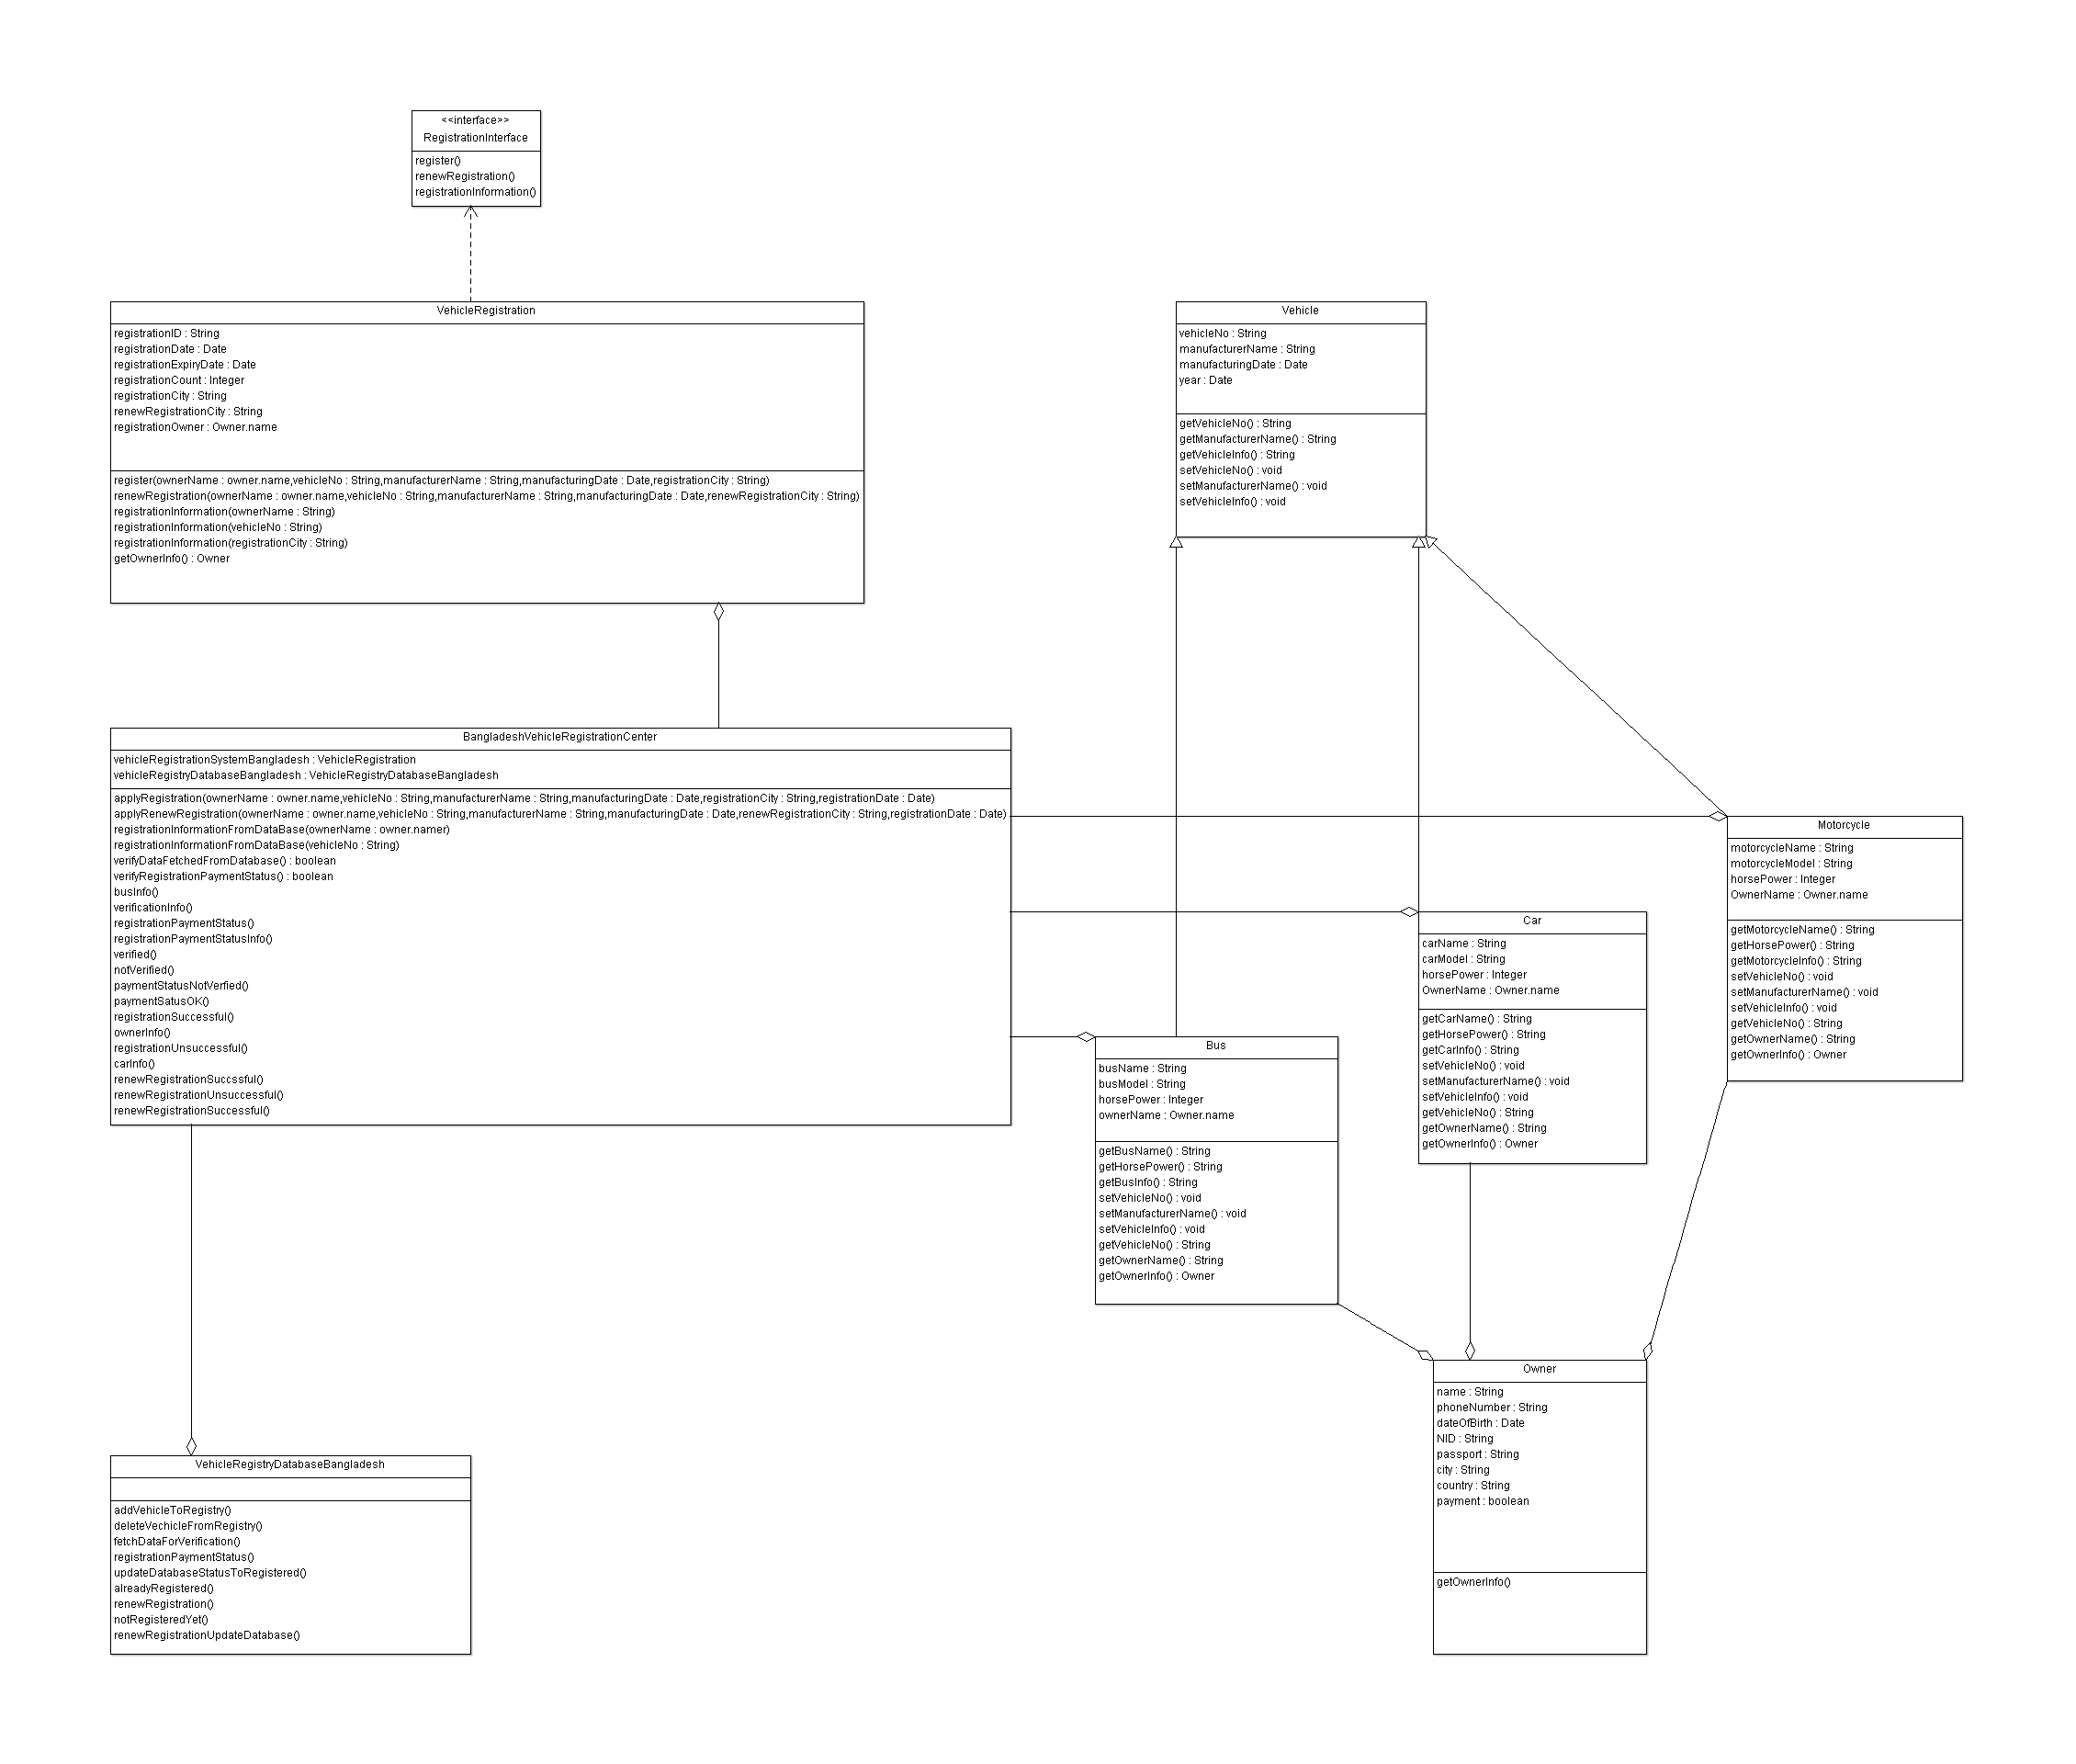 <<interface>>
RegistrationInterface
register()
renewRegistration()
registrationInformation()
VehicleRegistration
registrationID : String
registrationDate : Date
registrationExpiryDate : Date
registrationCount : Integer
registrationCity : String
renewRegistrationCity : String
registrationOwner : Owner.name
register(ownerName : owner.name,vehicleNo : String,manufacturerName : String,manufacturingDate : Date,registrationCity : String)
renewRegistration(ownerName : owner.name,vehicleNo : String,manufacturerName : String,manufacturingDate : Date,renewRegistrationCity : String)
registrationInformation(ownerName : String)
registrationInformation(vehicleNo : String)
registrationInformation(registrationCity : String)
getOwnerInfo() : Owner
Vehicle
vehicleNo : String
manufacturerName : String
manufacturingDate : Date
year : Date
getVehicleNo() : String
getManufacturerName() : String
getVehicleInfo() : String
setVehicleNo() : void
setManufacturerName() : void
setVehicleInfo() : void
BangladeshVehicleRegistrationCenter
vehicleRegistrationSystemBangladesh : VehicleRegistration
vehicleRegistryDatabaseBangladesh : VehicleRegistryDatabaseBangladesh
applyRegistration(ownerName : owner.name,vehicleNo : String,manufacturerName : String,manufacturingDate : Date,registrationCity : String,registrationDate : Date)
applyRenewRegistration(ownerName : owner.name,vehicleNo : String,manufacturerName : String,manufacturingDate : Date,renewRegistrationCity : String,registrationDate : Date)
registrationInformationFromDataBase(ownerName : owner.namer)
registrationInformationFromDataBase(vehicleNo : String)
verifyDataFetchedFromDatabase() : boolean
verifyRegistrationPaymentStatus() : boolean
busInfo()
verificationInfo()
registrationPaymentStatus()
registrationPaymentStatusInfo()
verified()
notVerified()
paymentStatusNotVerfied()
paymentSatusOK()
registrationSuccessful()
ownerInfo()
registrationUnsuccessful()
carInfo()
renewRegistrationSuccssful()
renewRegistrationUnsuccessful()
renewRegistrationSuccessful()
Motorcycle
motorcycleName : String
motorcycleModel : String
horsePower : Integer
OwnerName : Owner.name
getMotorcycleName() : String
getHorsePower() : String
getMotorcycleInfo() : String
setVehicleNo() : void
setManufacturerName() : void
setVehicleInfo() : void
getVehicleNo() : String
getOwnerName() : String
getOwnerInfo() : Owner
Car
carName : String
carModel : String
horsePower : Integer
OwnerName : Owner.name
getCarName() : String
getHorsePower() : String
getCarInfo() : String
setVehicleNo() : void
setManufacturerName() : void
setVehicleInfo() : void
getVehicleNo() : String
getOwnerName() : String
getOwnerInfo() : Owner
Bus
busName : String
busModel : String
horsePower : Integer
ownerName : Owner.name
getBusName() : String
getHorsePower() : String
getBusInfo() : String
setVehicleNo() : void
setManufacturerName() : void
setVehicleInfo() : void
getVehicleNo() : String
getOwnerName() : String
getOwnerInfo() : Owner
Owner
name : String
phoneNumber : String
dateOfBirth : Date
NID : String
passport : String
city : String
country : String
payment : boolean
getOwnerInfo()
VehicleRegistryDatabaseBangladesh
addVehicleToRegistry()
deleteVechicleFromRegistry()
fetchDataForVerification()
registrationPaymentStatus()
updateDatabaseStatusToRegistered()
alreadyRegistered()
renewRegistration()
notRegisteredYet()
renewRegistrationUpdateDatabase()